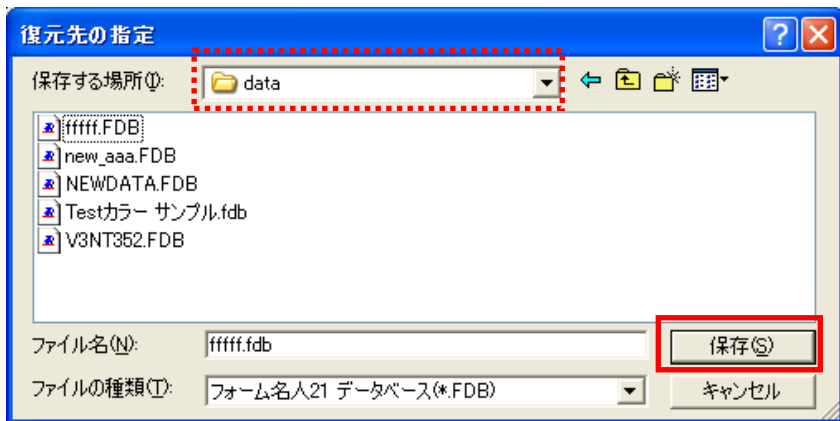 復元先の指定
保存する場所(I):
data
fffff.FDB
new_aaa.FDB
NEWDATA.FDB
Testカラー サンプル.fdb
V3NT352.FDB
ファイル名(N):
fffff.fdb
保存(S)
ファイルの種類(T):
フォーム名人21 データベース(*.FDB)
キャンセル